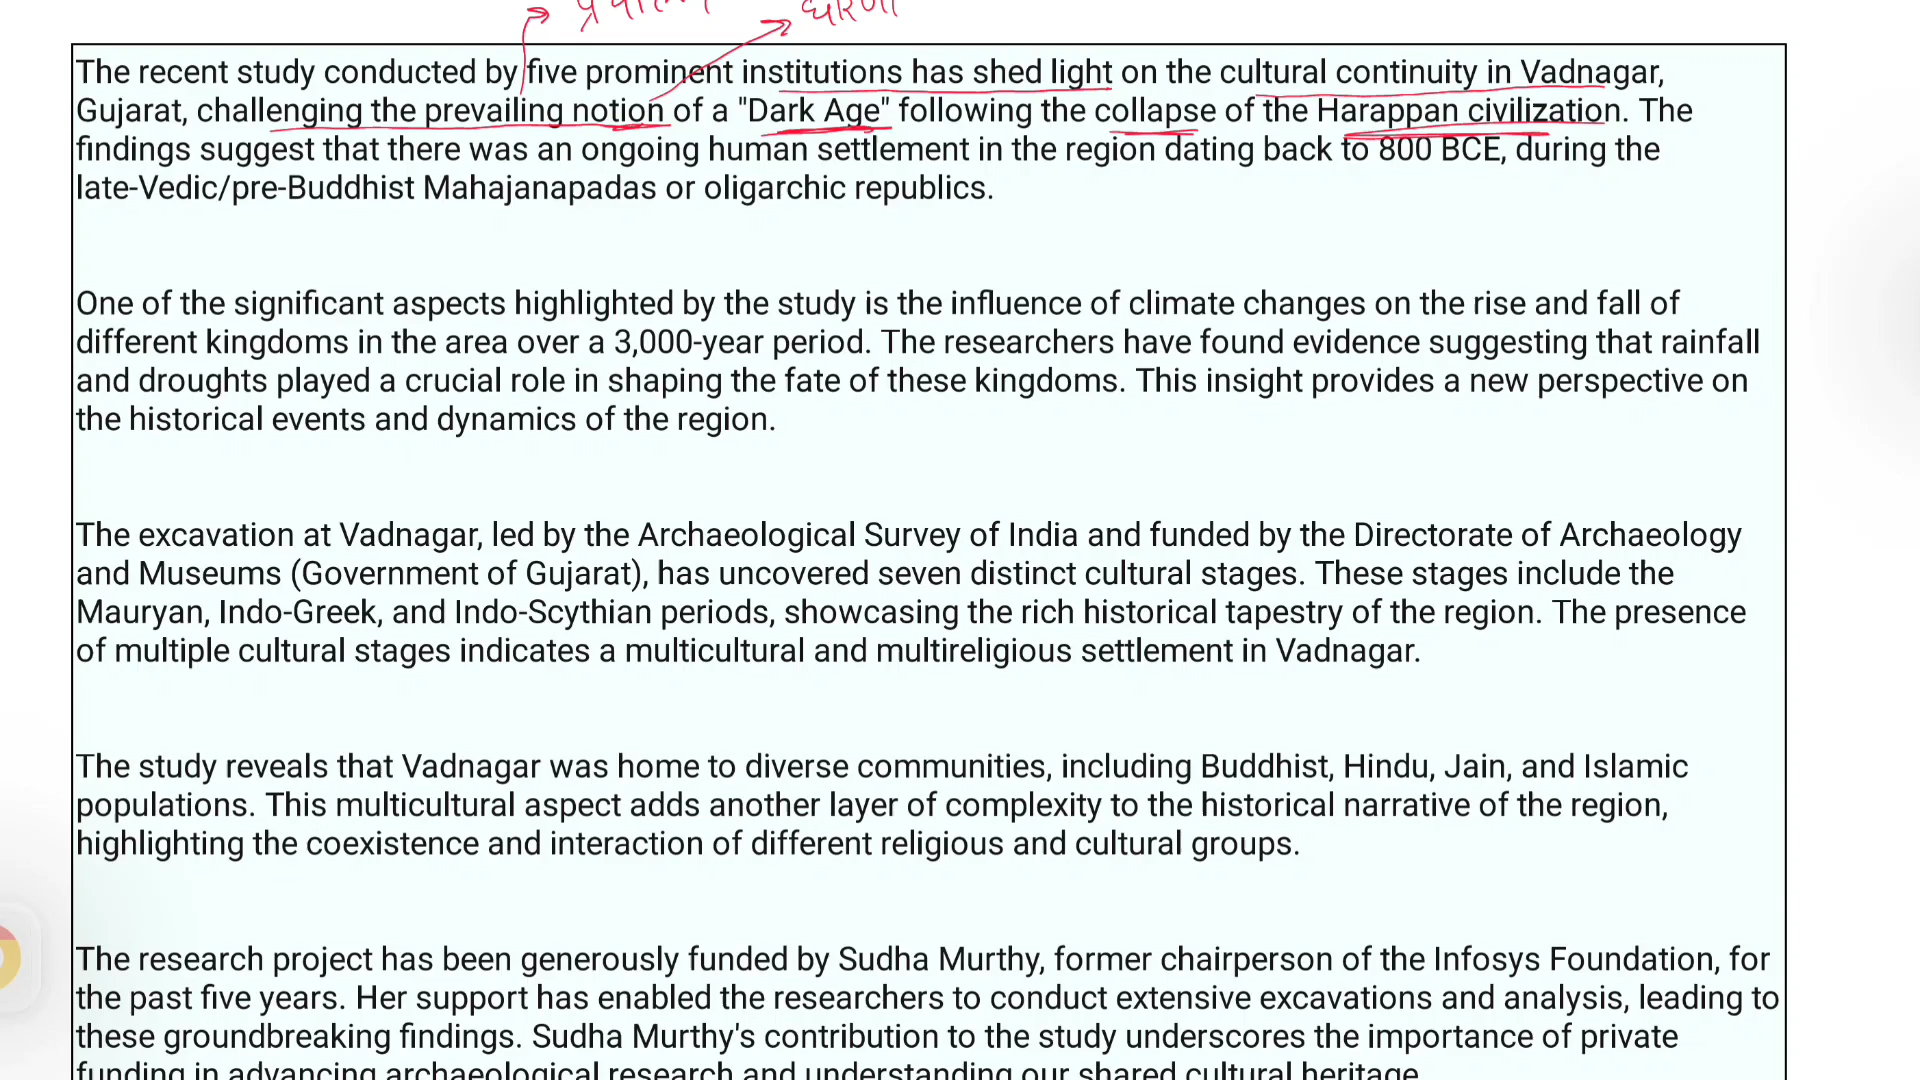 धारणा
The recent study conducted by five prominent institutions has shed light on the cultural continuity in Vadnagar,
Gujarat, challenging the prevailing notion of a "Dark Age" following the collapse of the Harappan civilization. The
findings suggest that there was an ongoing human settlement in the region dating back to 800 BCE, during the
late-Vedic/pre-Buddhist Mahajanapadas or oligarchic republics.
One of the significant aspects highlighted by the study is the influence of climate changes on the rise and fall of
different kingdoms in the area over a 3,000-year period. The researchers have found evidence suggesting that rainfall
and droughts played a crucial role in shaping the fate of these kingdoms. This insight provides a new perspective on
the historical events and dynamics of the region.
The excavation at Vadnagar, led by the Archaeological Survey of India and funded by the Directorate of Archaeology
and Museums (Government of Gujarat), has uncovered seven distinct cultural stages. These stages include the
Mauryan, Indo-Greek, and Indo-Scythian periods, showcasing the rich historical tapestry of the region. The presence
of multiple cultural stages indicates a multicultural and multireligious settlement in Vadnagar.
The study reveals that Vadnagar was home to diverse communities, including Buddhist, Hindu, Jain, and Islamic
populations. This multicultural aspect adds another layer of complexity to the historical narrative of the region,
highlighting the coexistence and interaction of different religious and cultural groups.
The research project has been generously funded by Sudha Murthy, former chairperson of the Infosys Foundation, for
the past five years. Her support has enabled the researchers to conduct extensive excavations and analysis, leading to
these groundbreaking findings. Sudha Murthy's contribution to the study underscores the importance of private
funding in advancing archaeological research and understanding our shared cultural heritage.